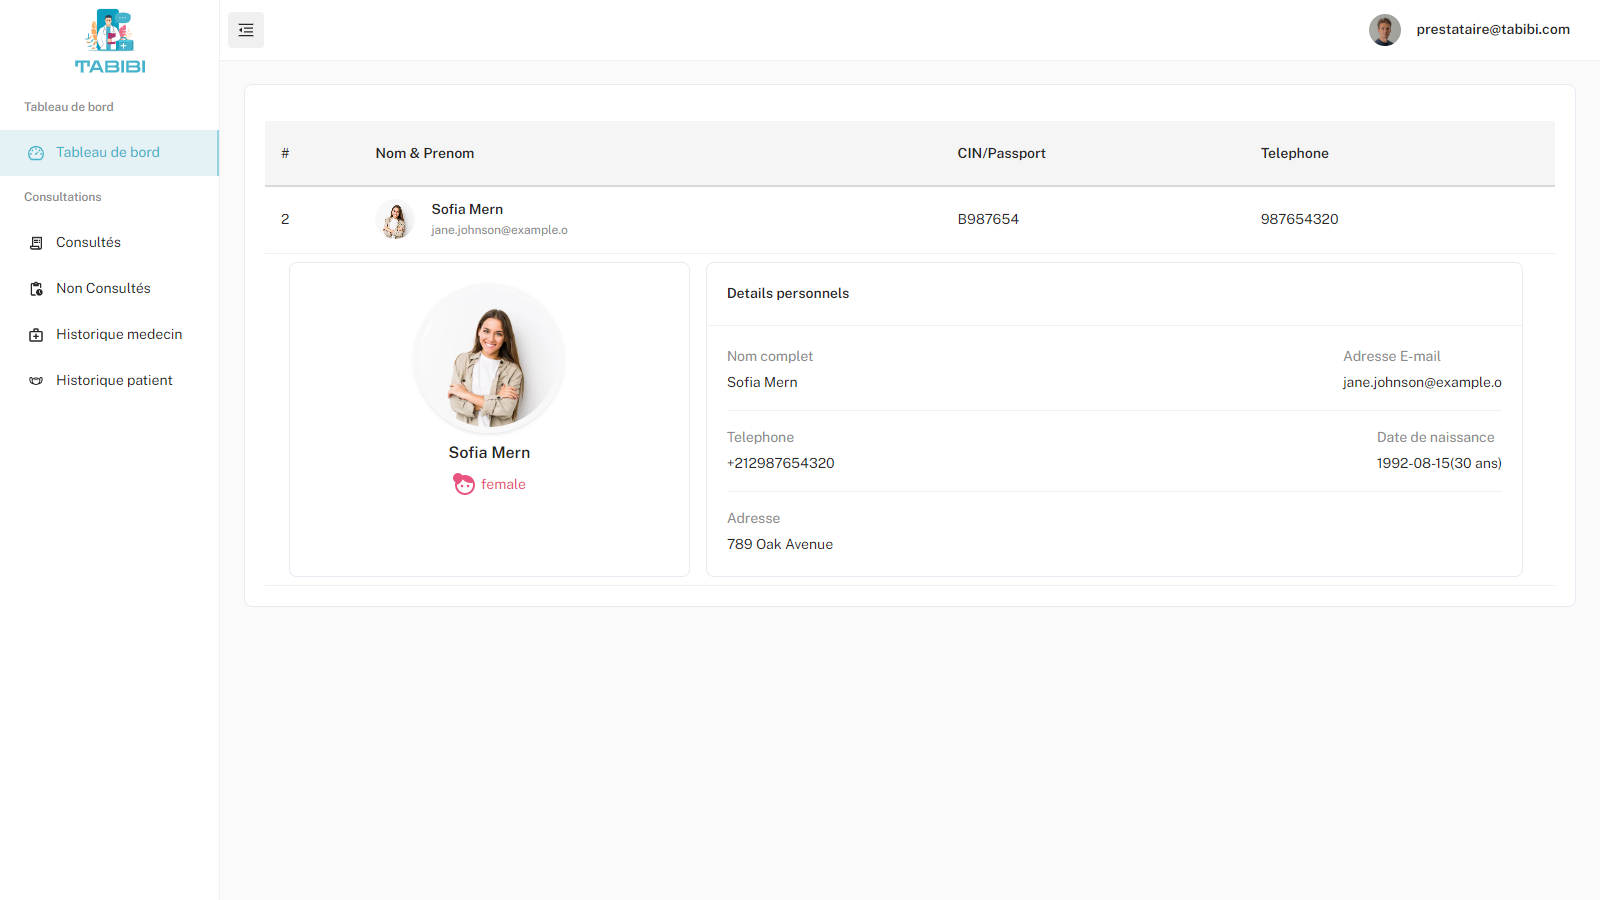 TABIBI
prestataire@tabibi.com
Tableau de bord
Tableau de bord
Consultations
Consultés
Non Consultés
Historique medecin
Historique patient
# Nom & Prenom CIN/Passport Telephone
2 Sofia Mern B987654 987654320
jane.johnson@example.o
Sofia Mern
female
Details personnels
Nom complet Adresse E-mail
Sofia Mern jane.johnson@example.o
Telephone Date de naissance
+212987654320 1992-08-15(30 ans)
Adresse
789 Oak Avenue